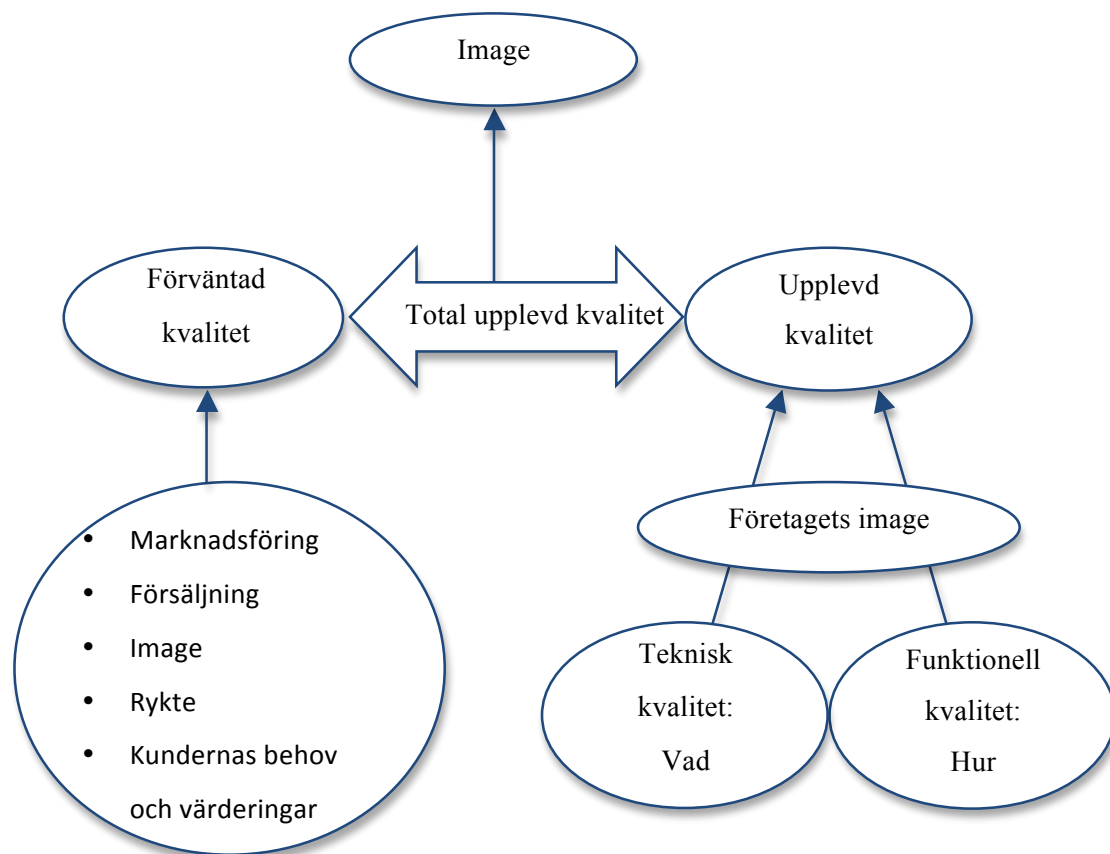 Image
Förväntad
kvalitet
Total upplevd kvalitet
Upplevd
kvalitet
Företagets image
• Marknadsföring
• Försäljning
• Image
• Rykte
• Kundernas behov
och värderingar
Teknisk
kvalitet:
Vad
Funktionell
kvalitet:
Hur